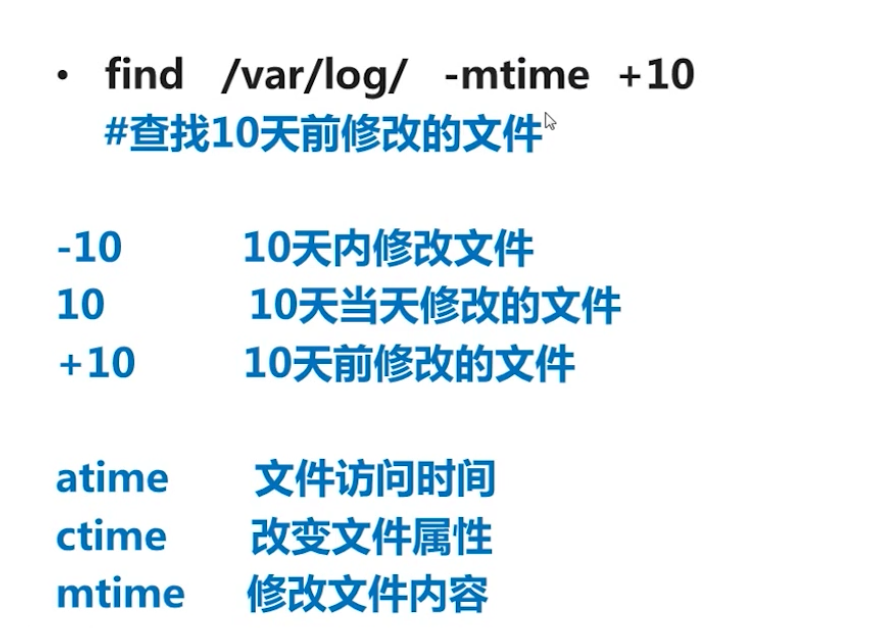 • find /var/log/ -mtime +10
#查找10天前修改的文件
-10 10天内修改文件
10 10天当天修改的文件
+10 10天前修改的文件
atime 文件访问时间
ctime 改变文件属性
mtime 修改文件内容